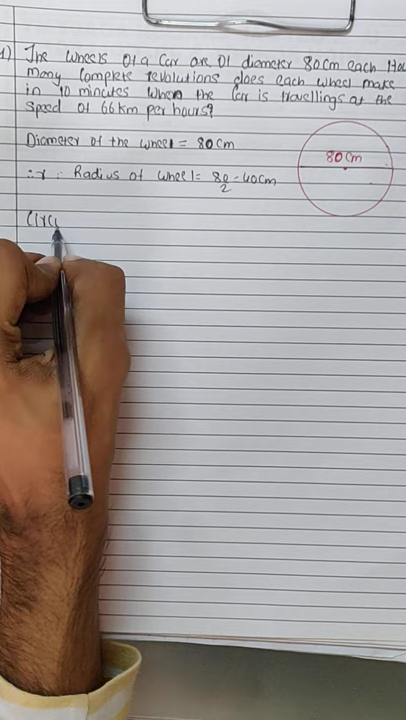 1) The wheels of a Car are of diameter 80cm each How
many Complete revolutions does each wheel make
in 10 minutes when the Car is travellings at the
speed of 66km per hours?
Diameter of the wheel = 80cm
∴ r = Radius of wheel = 80/2 = 40cm
80cm
Circ